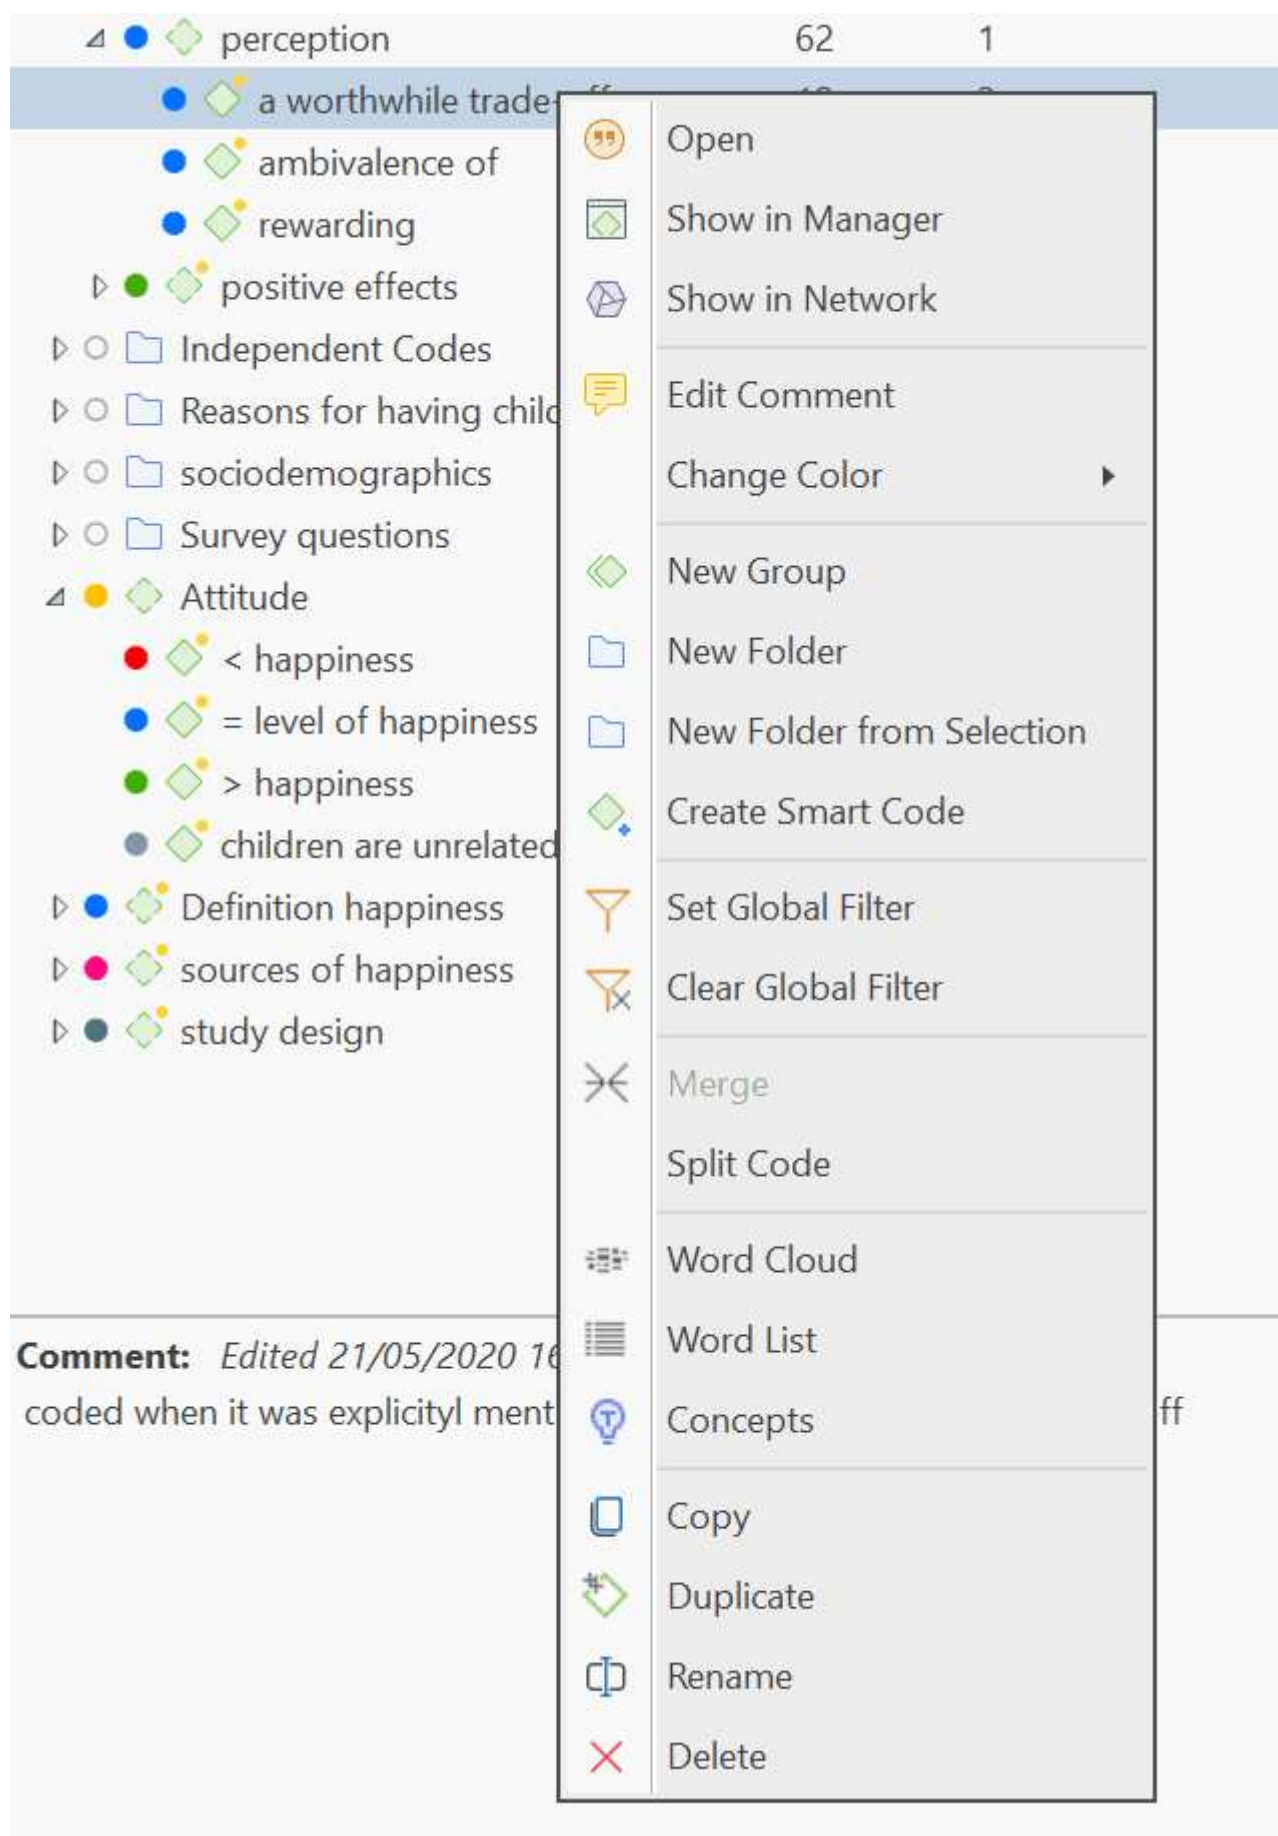 perception 62 1
a worthwhile trade-
ambivalence of
rewarding
positive effects
Independent Codes
Reasons for having
sociodemographics
Survey questions
Attitude
< happiness
= level of happiness
> happiness
children are unrelated
Definition happiness
sources of happiness
study design
Comment: Edited 21/05/2020
coded when it was explicityl ment
ff
Open
Show in Manager
Show in Network
Edit Comment
Change Color
New Group
New Folder
New Folder from Selection
Create Smart Code
Set Global Filter
Clear Global Filter
Merge
Split Code
Word Cloud
Word List
Concepts
Copy
Duplicate
Rename
Delete